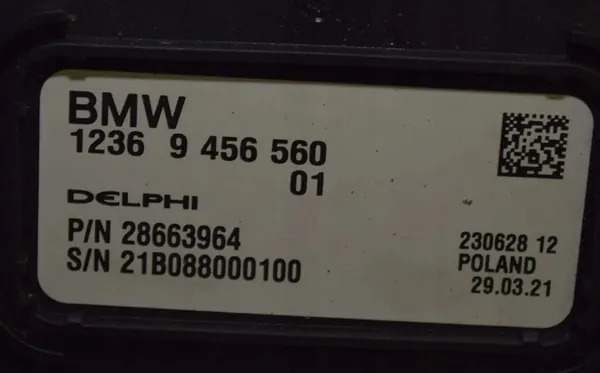 BMW
1236 9 456 560
01
DELPHI
P/N 28663964
S/N 21B088000100
230628 12
POLAND
29.03.21